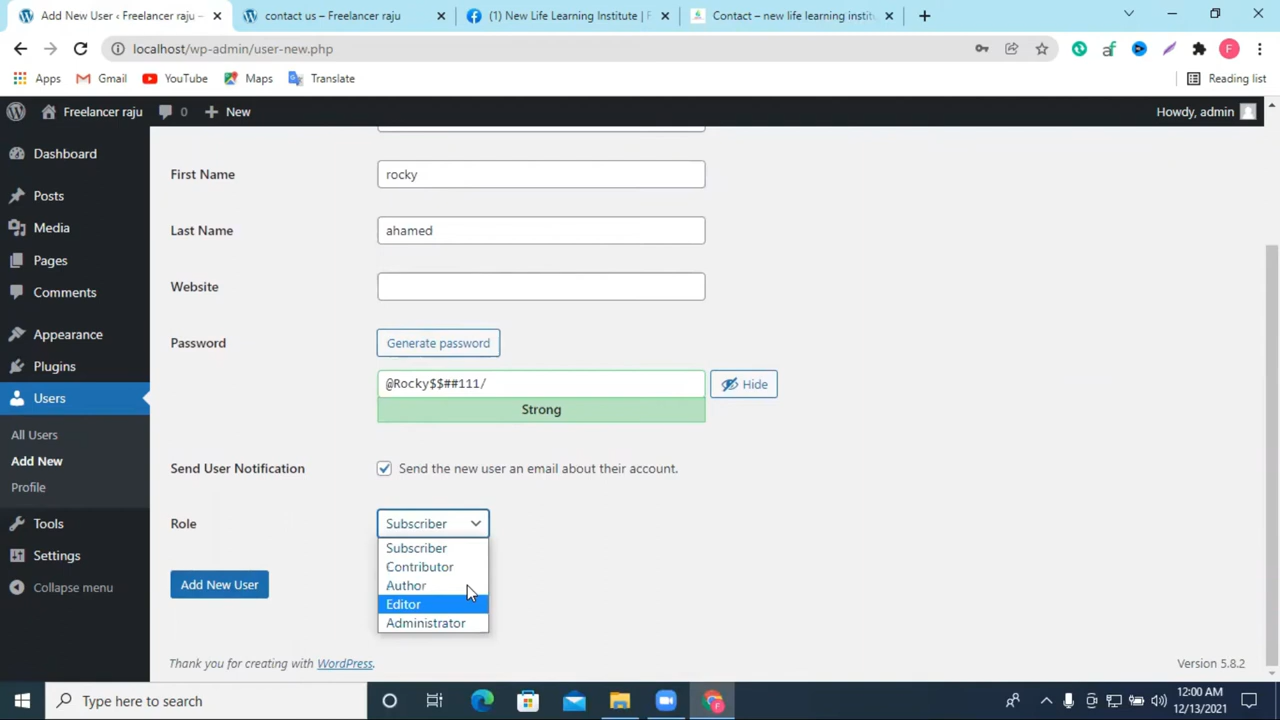 Add New User ‹ Freelancer raju –
contact us – Freelancer raju
(1) New Life Learning Institute |
Contact – new life learning instit
localhost/wp-admin/user-new.php
F
Apps
Gmail
YouTube
Maps
Translate
Reading list
Freelancer raju
0
New
Howdy, admin
Dashboard
Posts
Media
Pages
Comments
Appearance
Plugins
Users
All Users
Add New
Profile
Tools
Settings
Collapse menu
First Name
rocky
Last Name
ahamed
Website
Password
Generate password
@Rocky$$##111/
Hide
Strong
Send User Notification
Send the new user an email about their account.
Role
Subscriber
Subscriber
Contributor
Author
Editor
Administrator
Add New User
Thank you for creating with WordPress.
Version 5.8.2
Type here to search
12:00 AM
12/13/2021